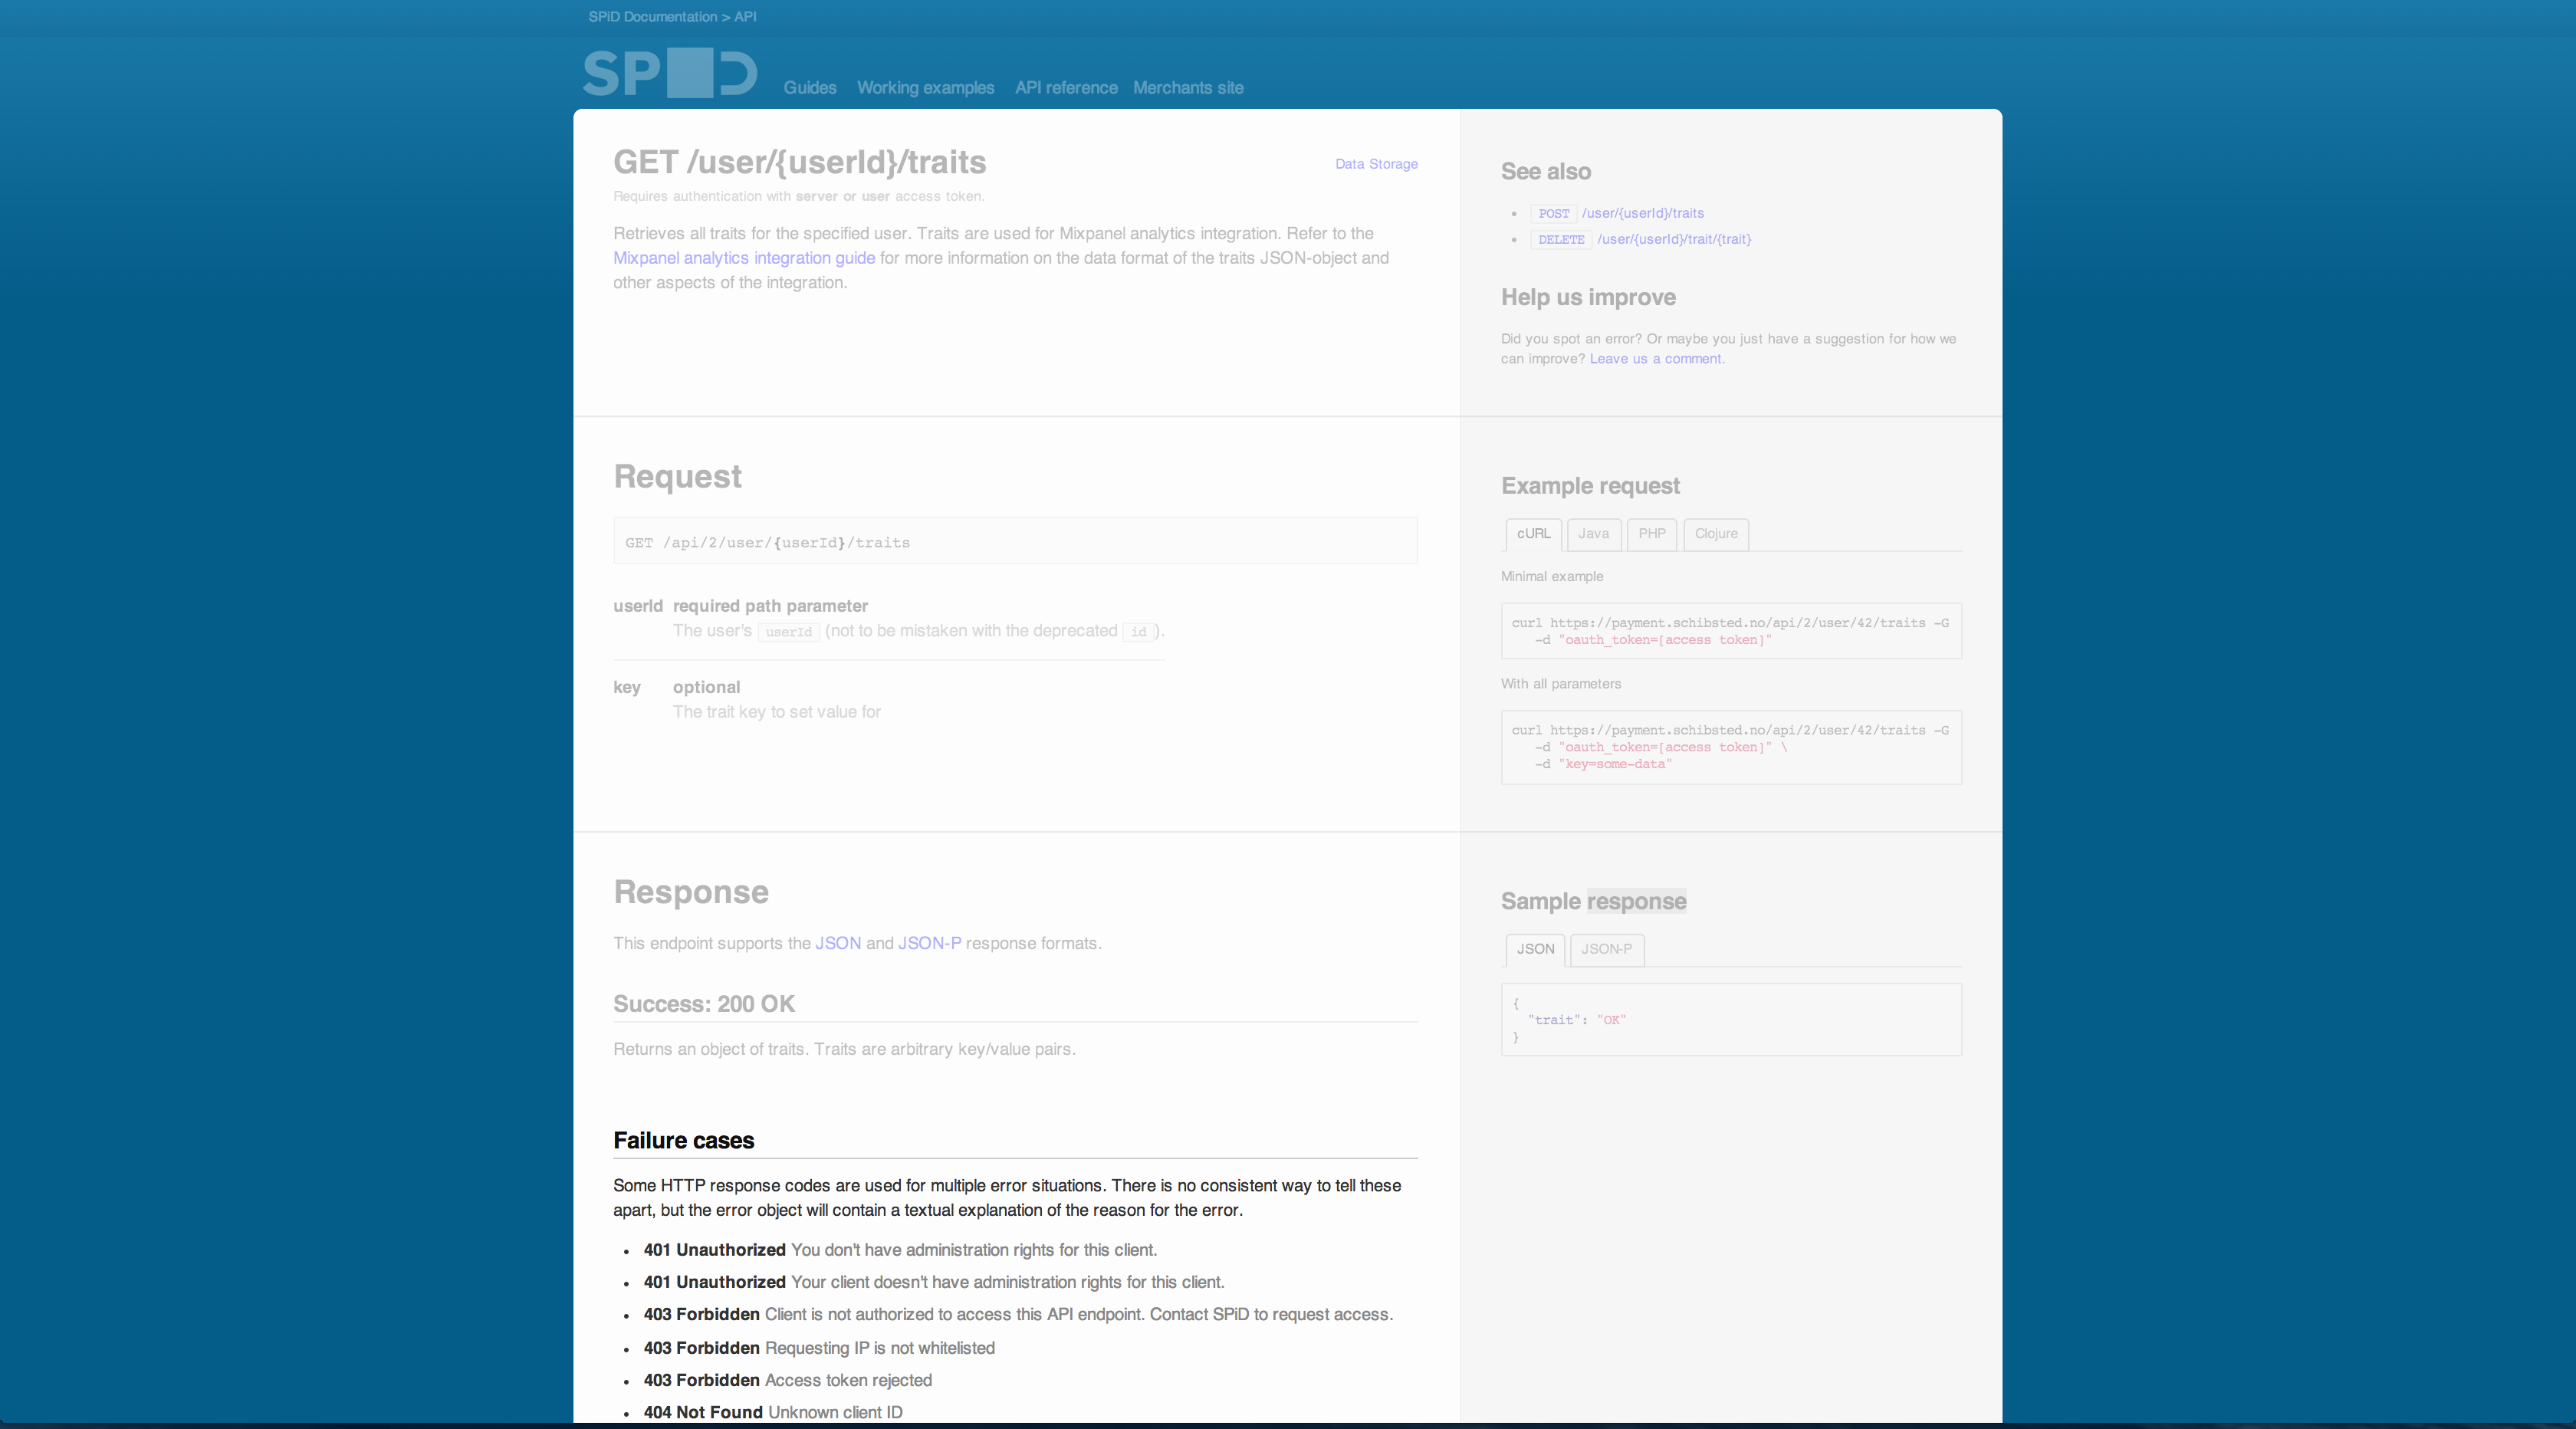 SPiD Documentation > API
SPiD
Guides Working examples API reference Merchants site
GET /user/{userId}/traits
Data Storage
Requires authentication with server or user access token.
Retrieves all traits for the specified user. Traits are used for Mixpanel analytics integration. Refer to the
Mixpanel analytics integration guide for more information on the data format of the traits JSON-object and
other aspects of the integration.
See also
• POST /user/{userId}/traits
• DELETE /user/{userId}/trait/{trait}
Help us improve
Did you spot an error? Or maybe you just have a suggestion for how we
can improve? Leave us a comment.
Request
GET /api/2/user/{userId}/traits
userId required path parameter
The user's userId (not to be mistaken with the deprecated id ).
key optional
The trait key to set value for
Example request
cURL Java PHP Clojure
Minimal example
curl https://payment.schibsted.no/api/2/user/42/traits -G
-d "oauth_token=[access token]"
With all parameters
curl https://payment.schibsted.no/api/2/user/42/traits -G
-d "oauth_token=[access token]" \
-d "key=some-data"
Response
This endpoint supports the JSON and JSON-P response formats.
Success: 200 OK
Returns an object of traits. Traits are arbitrary key/value pairs.
Sample response
JSON JSON-P
{
"trait": "OK"
}
Failure cases
Some HTTP response codes are used for multiple error situations. There is no consistent way to tell these
apart, but the error object will contain a textual explanation of the reason for the error.
• 401 Unauthorized You don't have administration rights for this client.
• 401 Unauthorized Your client doesn't have administration rights for this client.
• 403 Forbidden Client is not authorized to access this API endpoint. Contact SPiD to request access.
• 403 Forbidden Requesting IP is not whitelisted
• 403 Forbidden Access token rejected
• 404 Not Found Unknown client ID